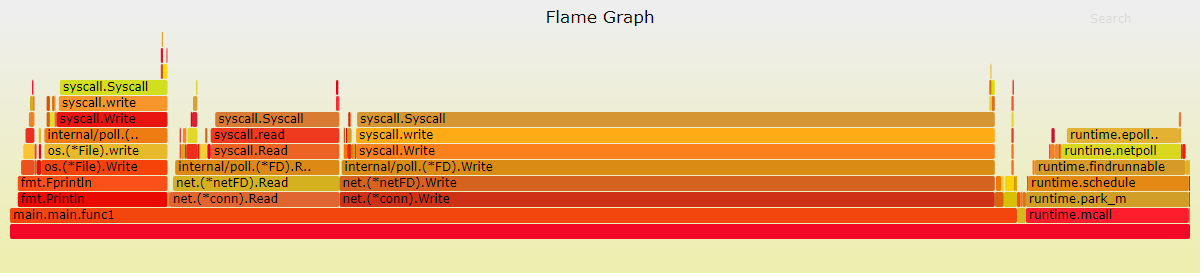 Flame Graph
Search
syscall.Syscall
syscall.write
syscall.Write syscall.Syscall syscall.Syscall
internal/poll.(.. syscall.read syscall.write runtime.epoll..
os.(*File).write syscall.Read syscall.Write runtime.netpoll
os.(*File).Write internal/poll.(*FD).R.. internal/poll.(*FD).Write runtime.findrunnable
fmt.Fprintln net.(*netFD).Read net.(*netFD).Write runtime.schedule
fmt.Println net.(*conn).Read net.(*conn).Write runtime.park_m
main.main.func1 runtime.mcall